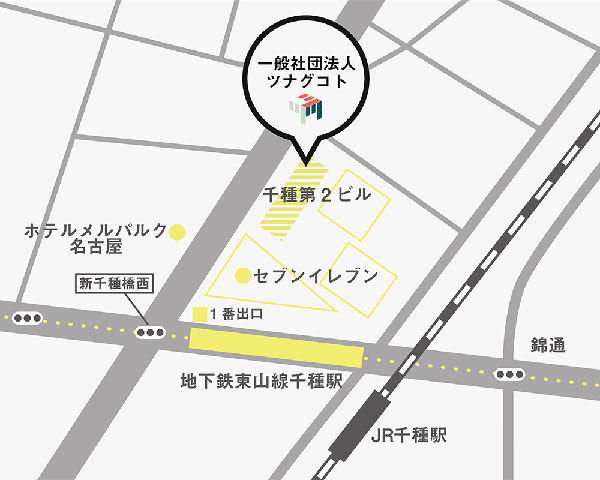 一般社団法人
ツナグコト
千種第2ビル
ホテルメルパルク
名古屋
セブンイレブン
新千種橋西
1番出口
錦通
地下鉄東山線千種駅
JR千種駅